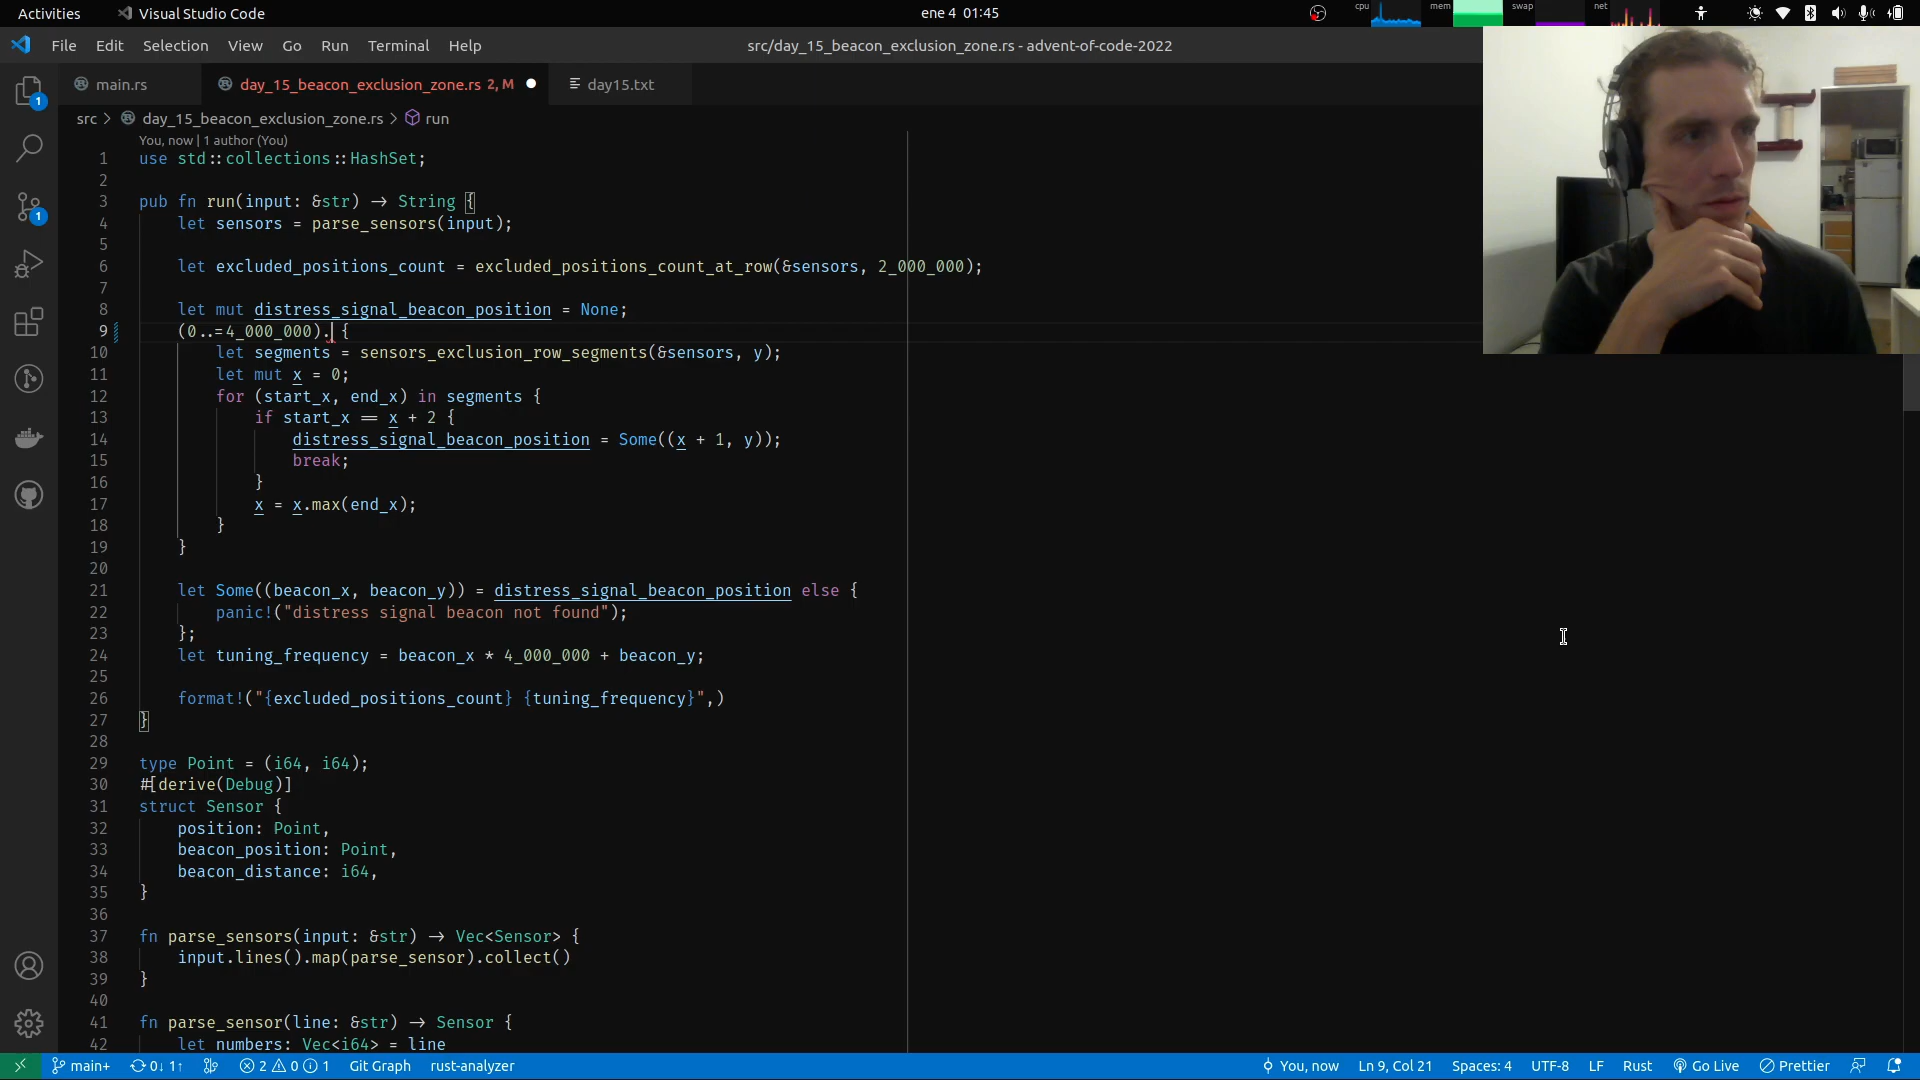 Activities Visual Studio Code ene 4 01:45 cpu mem swap net
File Edit Selection View Go Run Terminal Help src/day_15_beacon_exclusion_zone.rs - advent-of-code-2022
main.rs day_15_beacon_exclusion_zone.rs 2, M day15.txt
src > day_15_beacon_exclusion_zone.rs > run
You, now | 1 author (You)
1 use std::collections::HashSet;
2
3 pub fn run(input: &str) -> String {
4 let sensors = parse_sensors(input);
5
6 let excluded_positions_count = excluded_positions_count_at_row(&sensors, 2_000_000);
7
8 let mut distress_signal_beacon_position = None;
9 (0..=4_000_000). {
10 let segments = sensors_exclusion_row_segments(&sensors, y);
11 let mut x = 0;
12 for (start_x, end_x) in segments {
13 if start_x == x + 2 {
14 distress_signal_beacon_position = Some((x + 1, y));
15 break;
16 }
17 x = x.max(end_x);
18 }
19 }
20
21 let Some((beacon_x, beacon_y)) = distress_signal_beacon_position else {
22 panic!("distress signal beacon not found");
23 };
24 let tuning_frequency = beacon_x * 4_000_000 + beacon_y;
25
26 format!("{excluded_positions_count} {tuning_frequency}",)
27 }
28
29 type Point = (i64, i64);
30 #[derive(Debug)]
31 struct Sensor {
32 position: Point,
33 beacon_position: Point,
34 beacon_distance: i64,
35 }
36
37 fn parse_sensors(input: &str) -> Vec<Sensor> {
38 input.lines().map(parse_sensor).collect()
39 }
40
41 fn parse_sensor(line: &str) -> Sensor {
42 let numbers: Vec<i64> = line
1
1
main+ 0↓ 1↑ 2 0 1 Git Graph rust-analyzer You, now Ln 9, Col 21 Spaces: 4 UTF-8 LF Rust Go Live Prettier